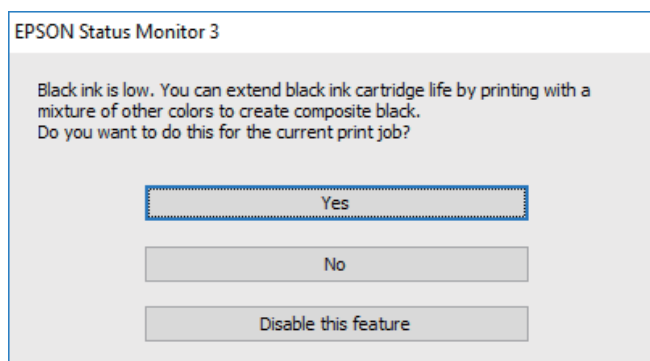 EPSON Status Monitor 3
Black ink is low. You can extend black ink cartridge life by printing with a
mixture of other colors to create composite black.
Do you want to do this for the current print job?
Yes
No
Disable this feature